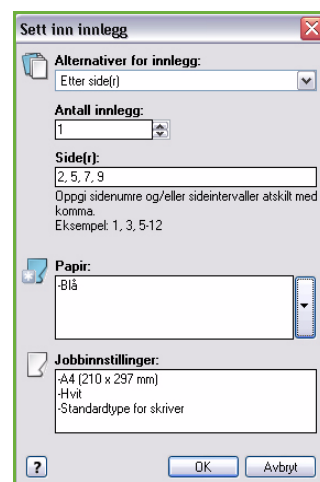 Sett inn innlegg
Alternativer for innlegg:
Etter side(r)
Antall innlegg:
1
Side(r):
2, 5, 7, 9
Oppgi sidenumre og/eller sideintervaller atskilt med
komma.
Eksempel: 1, 3, 5-12
Papir:
-Blå
Jobbinnstillinger:
-A4 (210 x 297 mm)
-Hvit
-Standardtype for skriver
? OK Avbryt